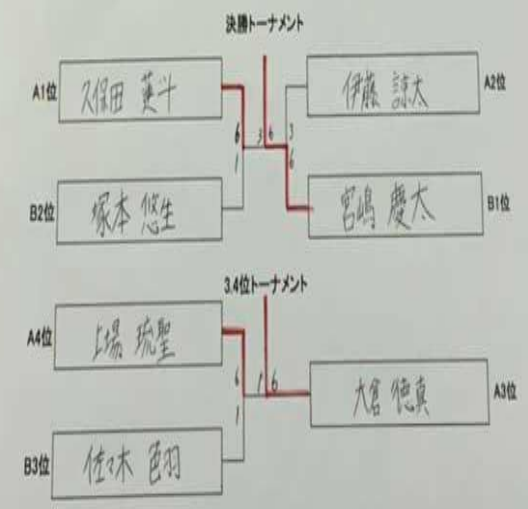 決勝トーナメント
A1位 久保田 蓮斗
伊藤 諒太 A2位
6 3 6 3
1 6
B2位 塚本 悠生
宮嶋 慶太 B1位
3.4位トーナメント
A4位 上場 琉聖
6 1 6
1
大倉 徳真 A3位
B3位 佐々木 色羽